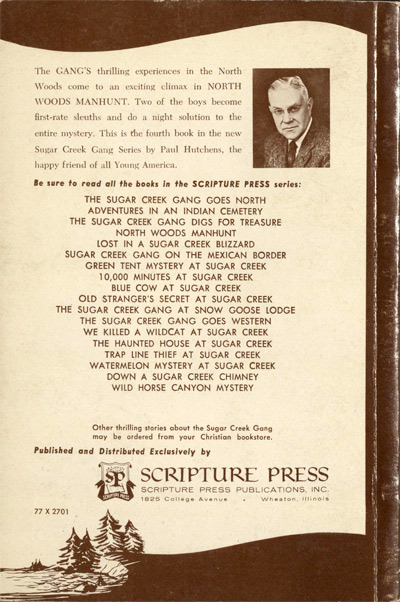 The GANG'S thrilling experiences in the North
Woods come to an exciting climax in NORTH
WOODS MANHUNT. Two of the boys become
first-rate sleuths and do a night solution to the
entire mystery. This is the fourth book in the new
Sugar Creek Gang Series by Paul Hutchens, the
happy friend of all Young America.
Be sure to read all the books in the SCRIPTURE PRESS series:
THE SUGAR CREEK GANG GOES NORTH
ADVENTURES IN AN INDIAN CEMETERY
THE SUGAR CREEK GANG DIGS FOR TREASURE
NORTH WOODS MANHUNT
LOST IN A SUGAR CREEK BLIZZARD
SUGAR CREEK GANG ON THE MEXICAN BORDER
GREEN TENT MYSTERY AT SUGAR CREEK
10,000 MINUTES AT SUGAR CREEK
BLUE COW AT SUGAR CREEK
OLD STRANGER'S SECRET AT SUGAR CREEK
THE SUGAR CREEK GANG AT SNOW GOOSE LODGE
THE SUGAR CREEK GANG GOES WESTERN
WE KILLED A WILDCAT AT SUGAR CREEK
THE HAUNTED HOUSE AT SUGAR CREEK
TRAP LINE THIEF AT SUGAR CREEK
WATERMELON MYSTERY AT SUGAR CREEK
DOWN A SUGAR CREEK CHIMNEY
WILD HORSE CANYON MYSTERY
Other thrilling stories about the Sugar Creek Gang
may be ordered from your Christian bookstore.
Published and Distributed Exclusively by
SP
SCRIPTURE PRESS
SCRIPTURE PRESS
SCRIPTURE PRESS PUBLICATIONS, INC.
1825 College Avenue • Wheaton, Illinois
77 X 2701